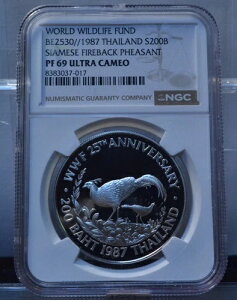 WORLD WILDLIFE FUND
BE2530//1987 THAILAND S200B
SIAMESE FIREBACK PHEASANT
PF 69 ULTRA CAMEO
8383037-017
NUMISMATIC GUARANTY COMPANY
NGC
WWF 25TH ANNIVERSARY
200 BAHT 1987 THAILAND